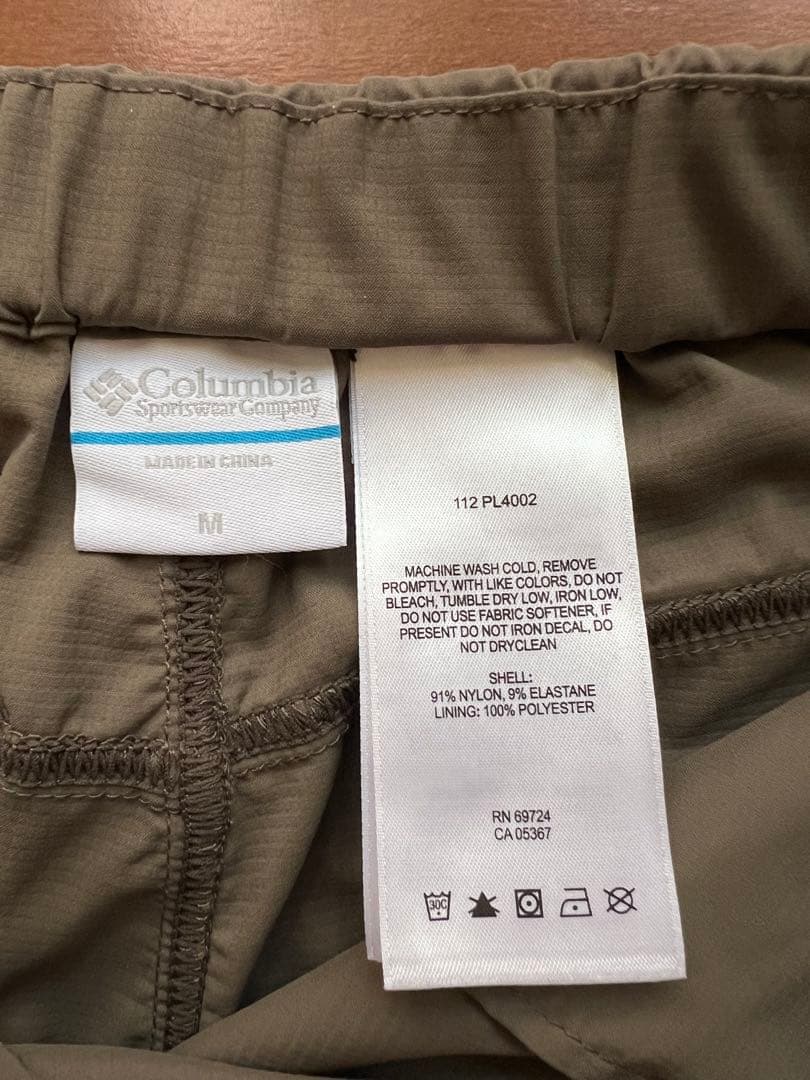 Columbia
Sportswear Company
MADE IN CHINA
M
112 PL4002
MACHINE WASH COLD, REMOVE
PROMPTLY, WITH LIKE COLORS, DO NOT
BLEACH, TUMBLE DRY LOW, IRON LOW,
DO NOT USE FABRIC SOFTENER, IF
PRESENT DO NOT IRON DECAL, DO
NOT DRYCLEAN
SHELL:
91% NYLON, 9% ELASTANE
LINING: 100% POLYESTER
RN 69724
CA 05367
30C